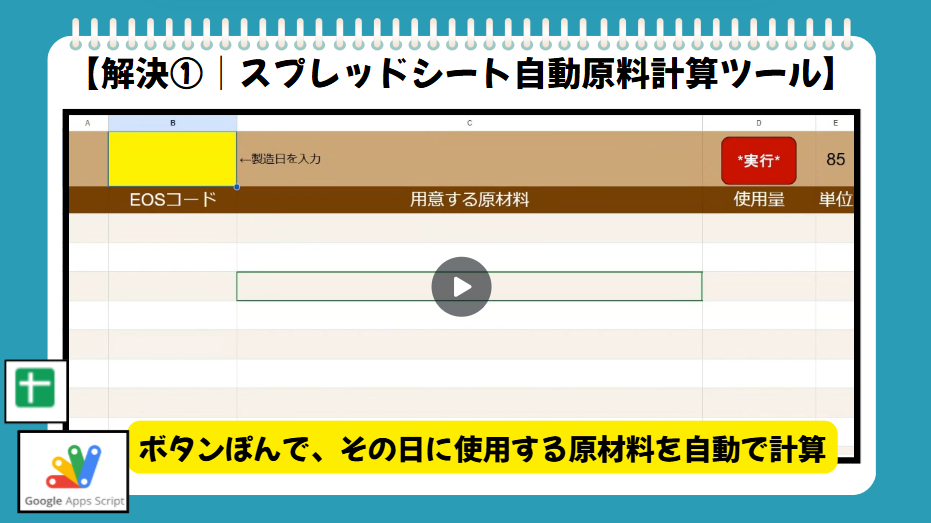 【解決①｜スプレッドシート自動原料計算ツール】
A B C D E
←製造日を入力 *実行* 85
EOSコード 用意する原材料 使用量 単位
ボタンぽんで、その日に使用する原材料を自動で計算
Google Apps Script